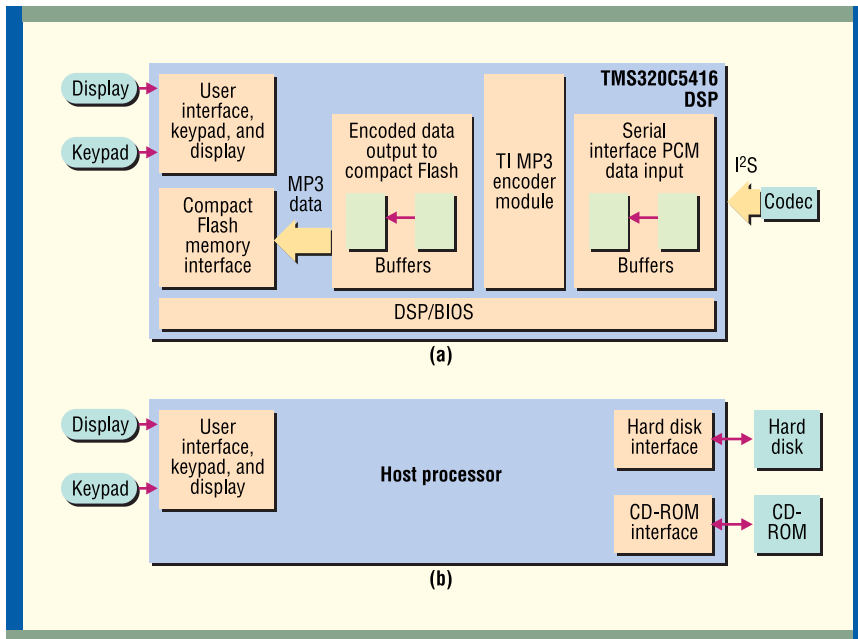 Display
Keypad
User
interface,
keypad, and
display
Compact
Flash
memory
interface
MP3
data
Encoded data
output to
compact Flash
Buffers
TI MP3
encoder
module
TMS320C5416
DSP
Serial
interface PCM
data input
Buffers
I²S
Codec
DSP/BIOS
(a)
Display
Keypad
User
interface,
keypad, and
display
Host processor
Hard disk
interface
Hard
disk
CD-ROM
interface
CD-
ROM
(b)